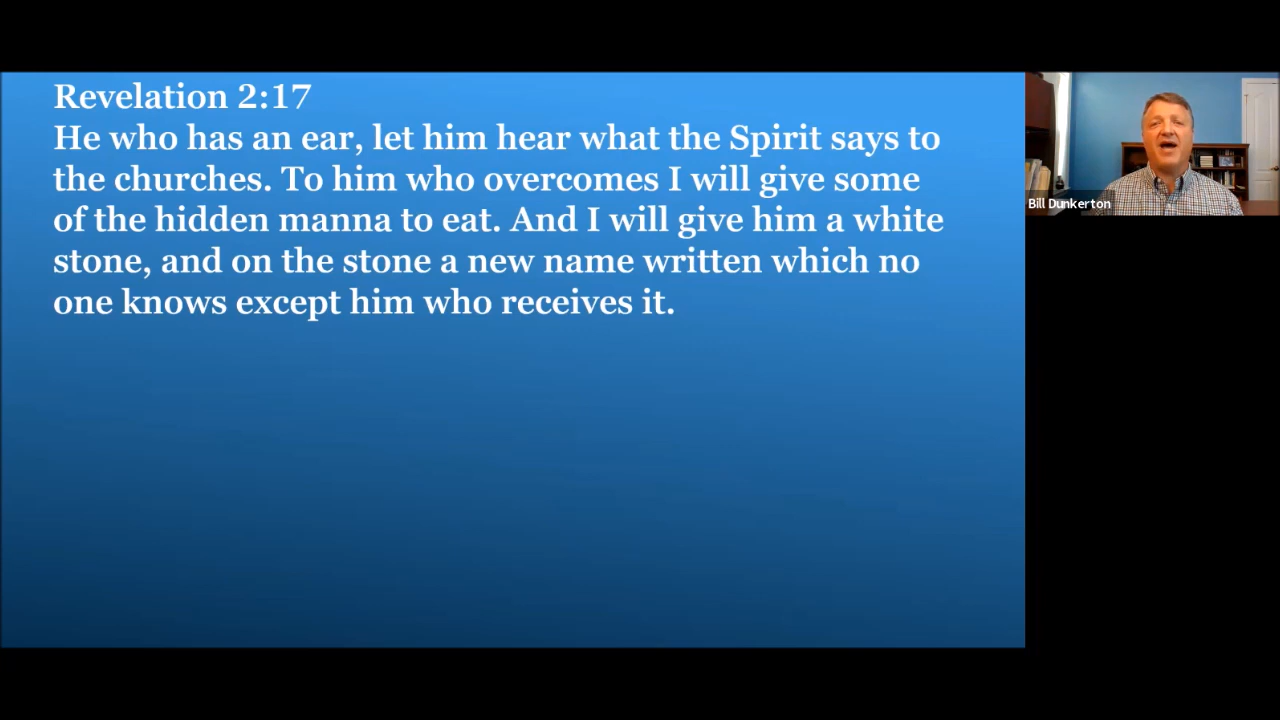 Revelation 2:17
He who has an ear, let him hear what the Spirit says to
the churches. To him who overcomes I will give some
of the hidden manna to eat. And I will give him a white
stone, and on the stone a new name written which no
one knows except him who receives it.
Bill Dunkerton